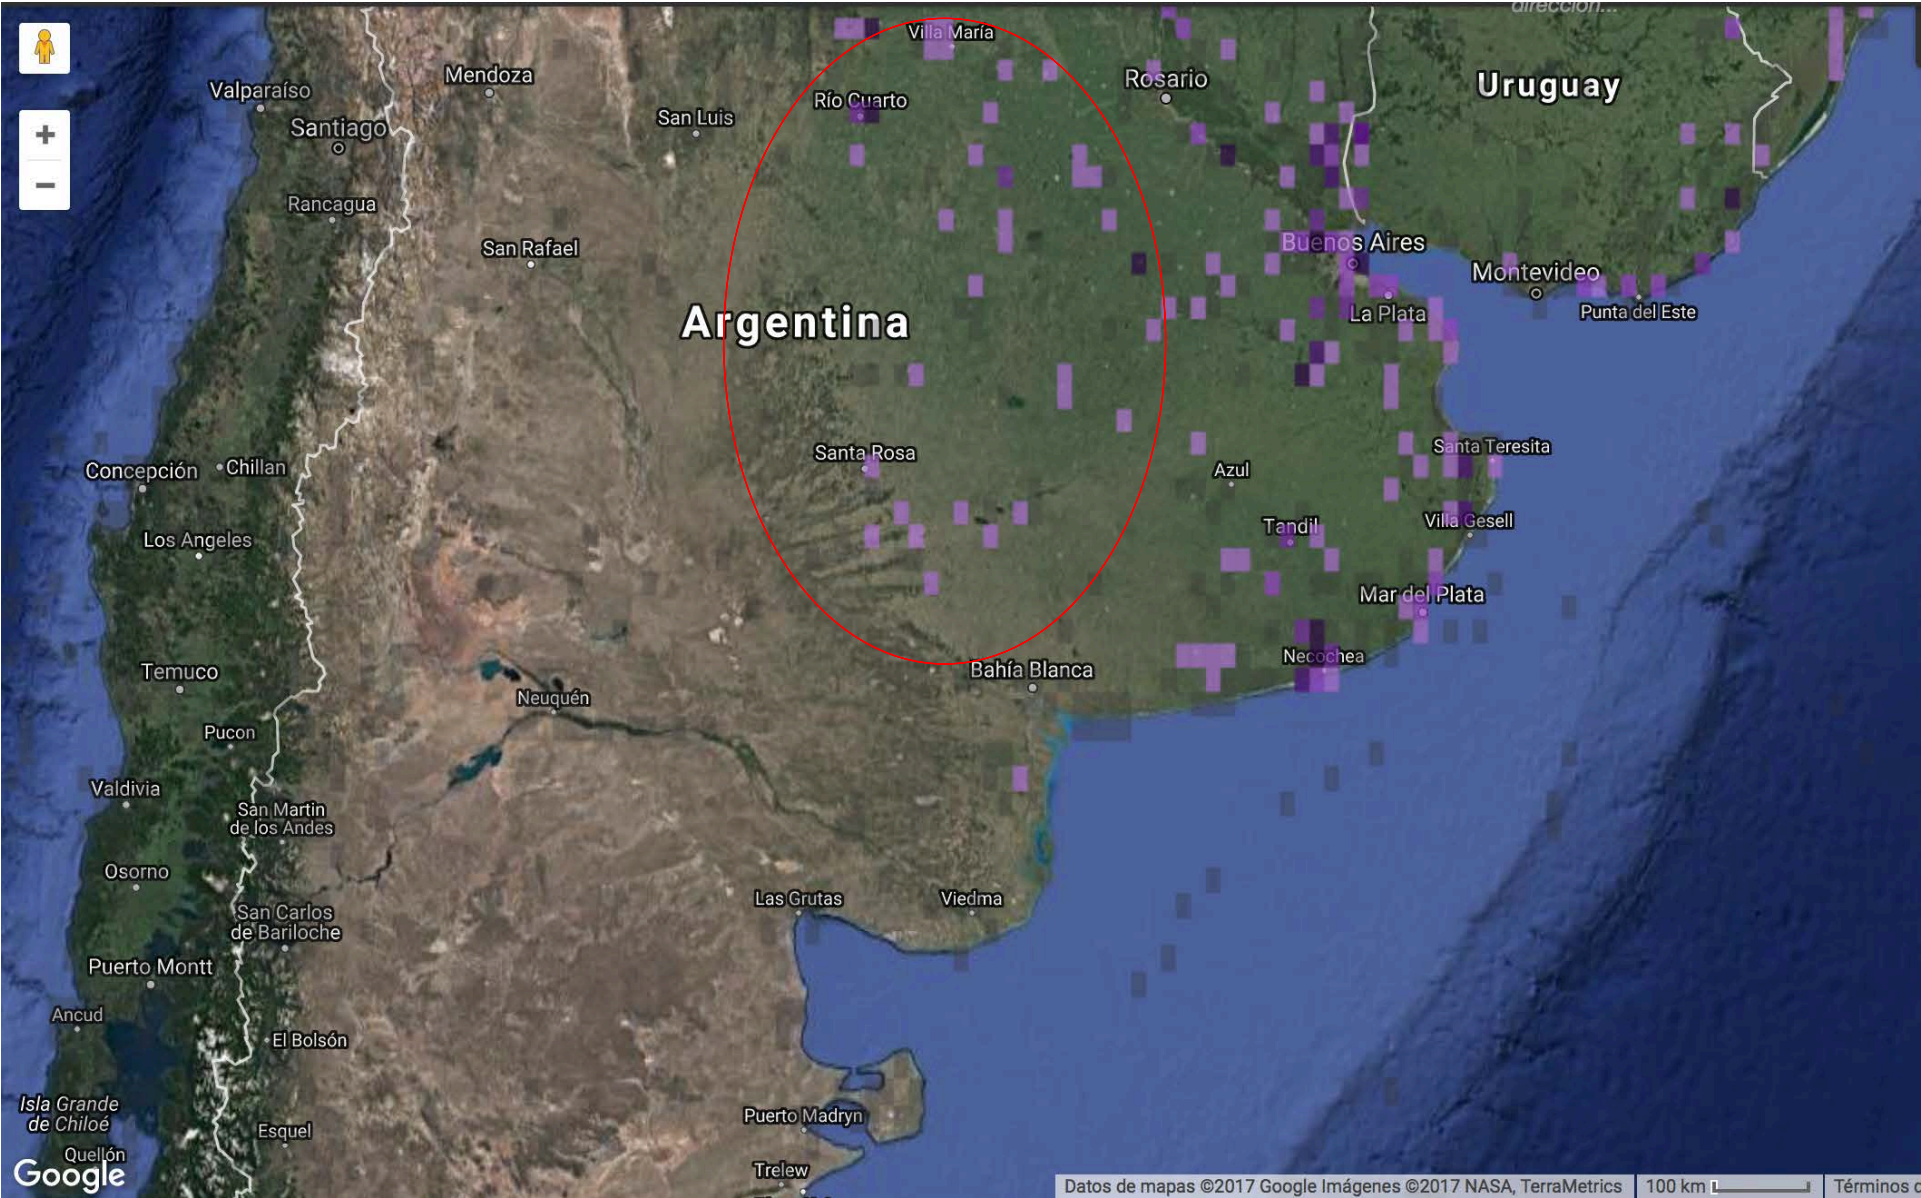 dirección...
Villa María
Mendoza
Valparaíso
Rosario
Uruguay
Río Cuarto
San Luis
Santiago
Rancagua
San Rafael
Buenos Aires
Montevideo
La Plata
Punta del Este
Argentina
Santa Rosa
Santa Teresita
Concepción
Chillan
Azul
Villa Gesell
Tandil
Los Angeles
Mar del Plata
Necochea
Temuco
Bahía Blanca
Neuquén
Pucon
Valdivia
San Martin
de los Andes
Osorno
Las Grutas
Viedma
San Carlos
de Bariloche
Puerto Montt
Ancud
El Bolsón
Isla Grande
de Chiloé
Puerto Madryn
Esquel
Quellón
Google
Trelew
Datos de mapas ©2017 Google Imágenes ©2017 NASA, TerraMetrics
100 km
Términos